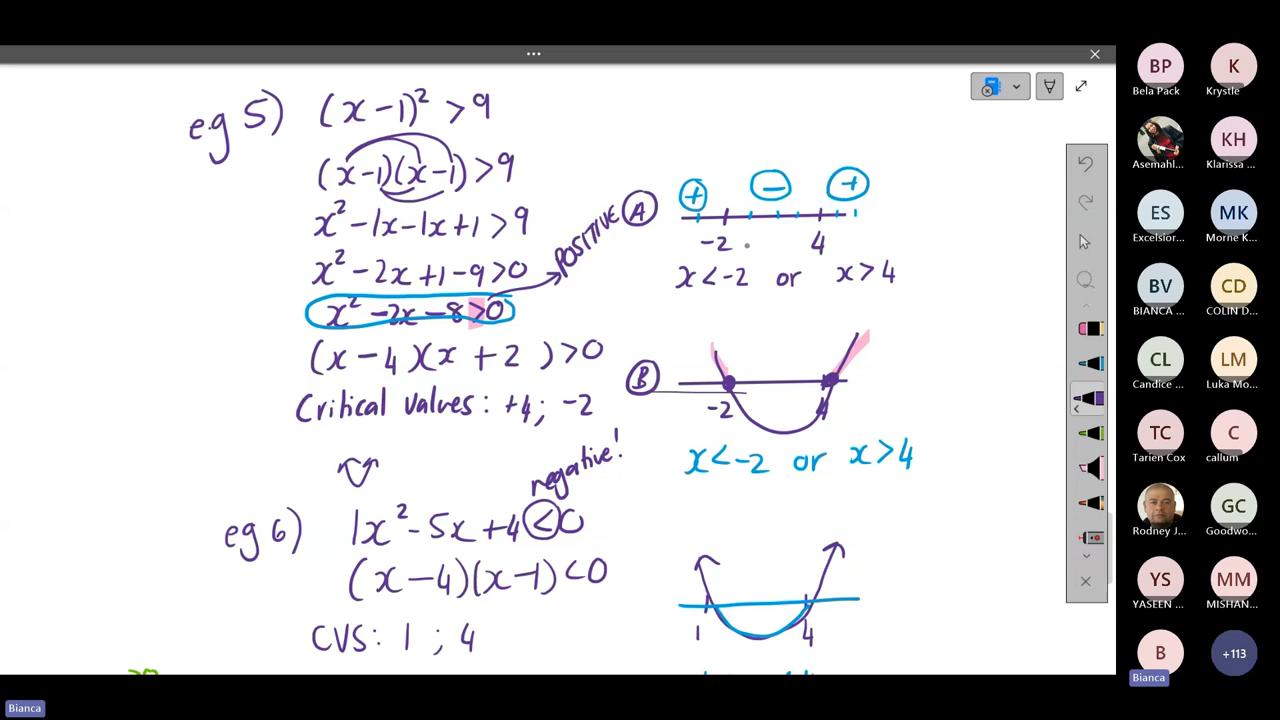 e.g 5) (x-1)² > 9
(x-1)(x-1) > 9
x² - 1x - 1x + 1 > 9
x² - 2x + 1 - 9 > 0
x² - 2x - 8 > 0
POSITIVE
(x - 4)(x + 2) > 0
Critical values: +4; -2
A
+ - +
-2 4
x < -2 or x > 4
B
-2 4
x < -2 or x > 4
negative!
eg 6) 1x² - 5x + 4 < 0
(x - 4)(x - 1) < 0
CVS: 1 ; 4
1 4
BP K
Bela Pack Krystle
KH
Asemahl... Klarissa ...
ES MK
Excelsior... Morne K...
BV CD
BIANCA ... COLIN D...
CL LM
Candice ... Luka Mo...
TC C
Tarien Cox callum
GC
Rodney J... Goodwo...
YS MM
YASEEN ... MISHAN...
B +113
Bianca
Bianca